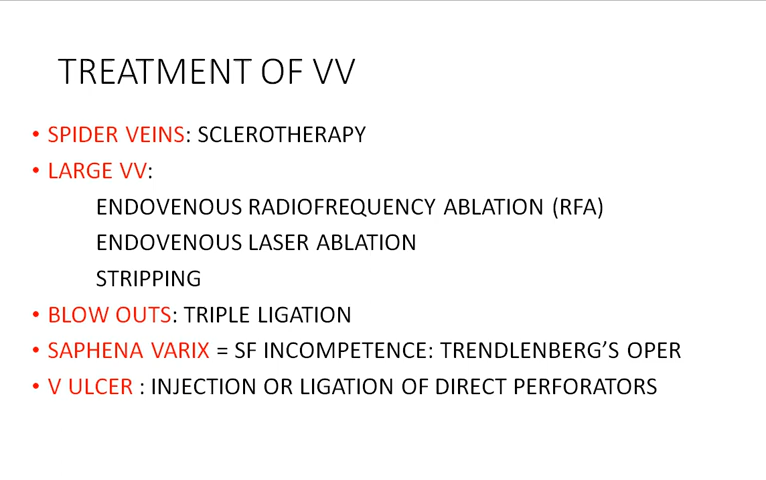 TREATMENT OF VV
• SPIDER VEINS: SCLEROTHERAPY
• LARGE VV:
ENDOVENOUS RADIOFREQUENCY ABLATION (RFA)
ENDOVENOUS LASER ABLATION
STRIPPING
• BLOW OUTS: TRIPLE LIGATION
• SAPHENA VARIX = SF INCOMPETENCE: TRENDLENBERG’S OPER
• V ULCER : INJECTION OR LIGATION OF DIRECT PERFORATORS